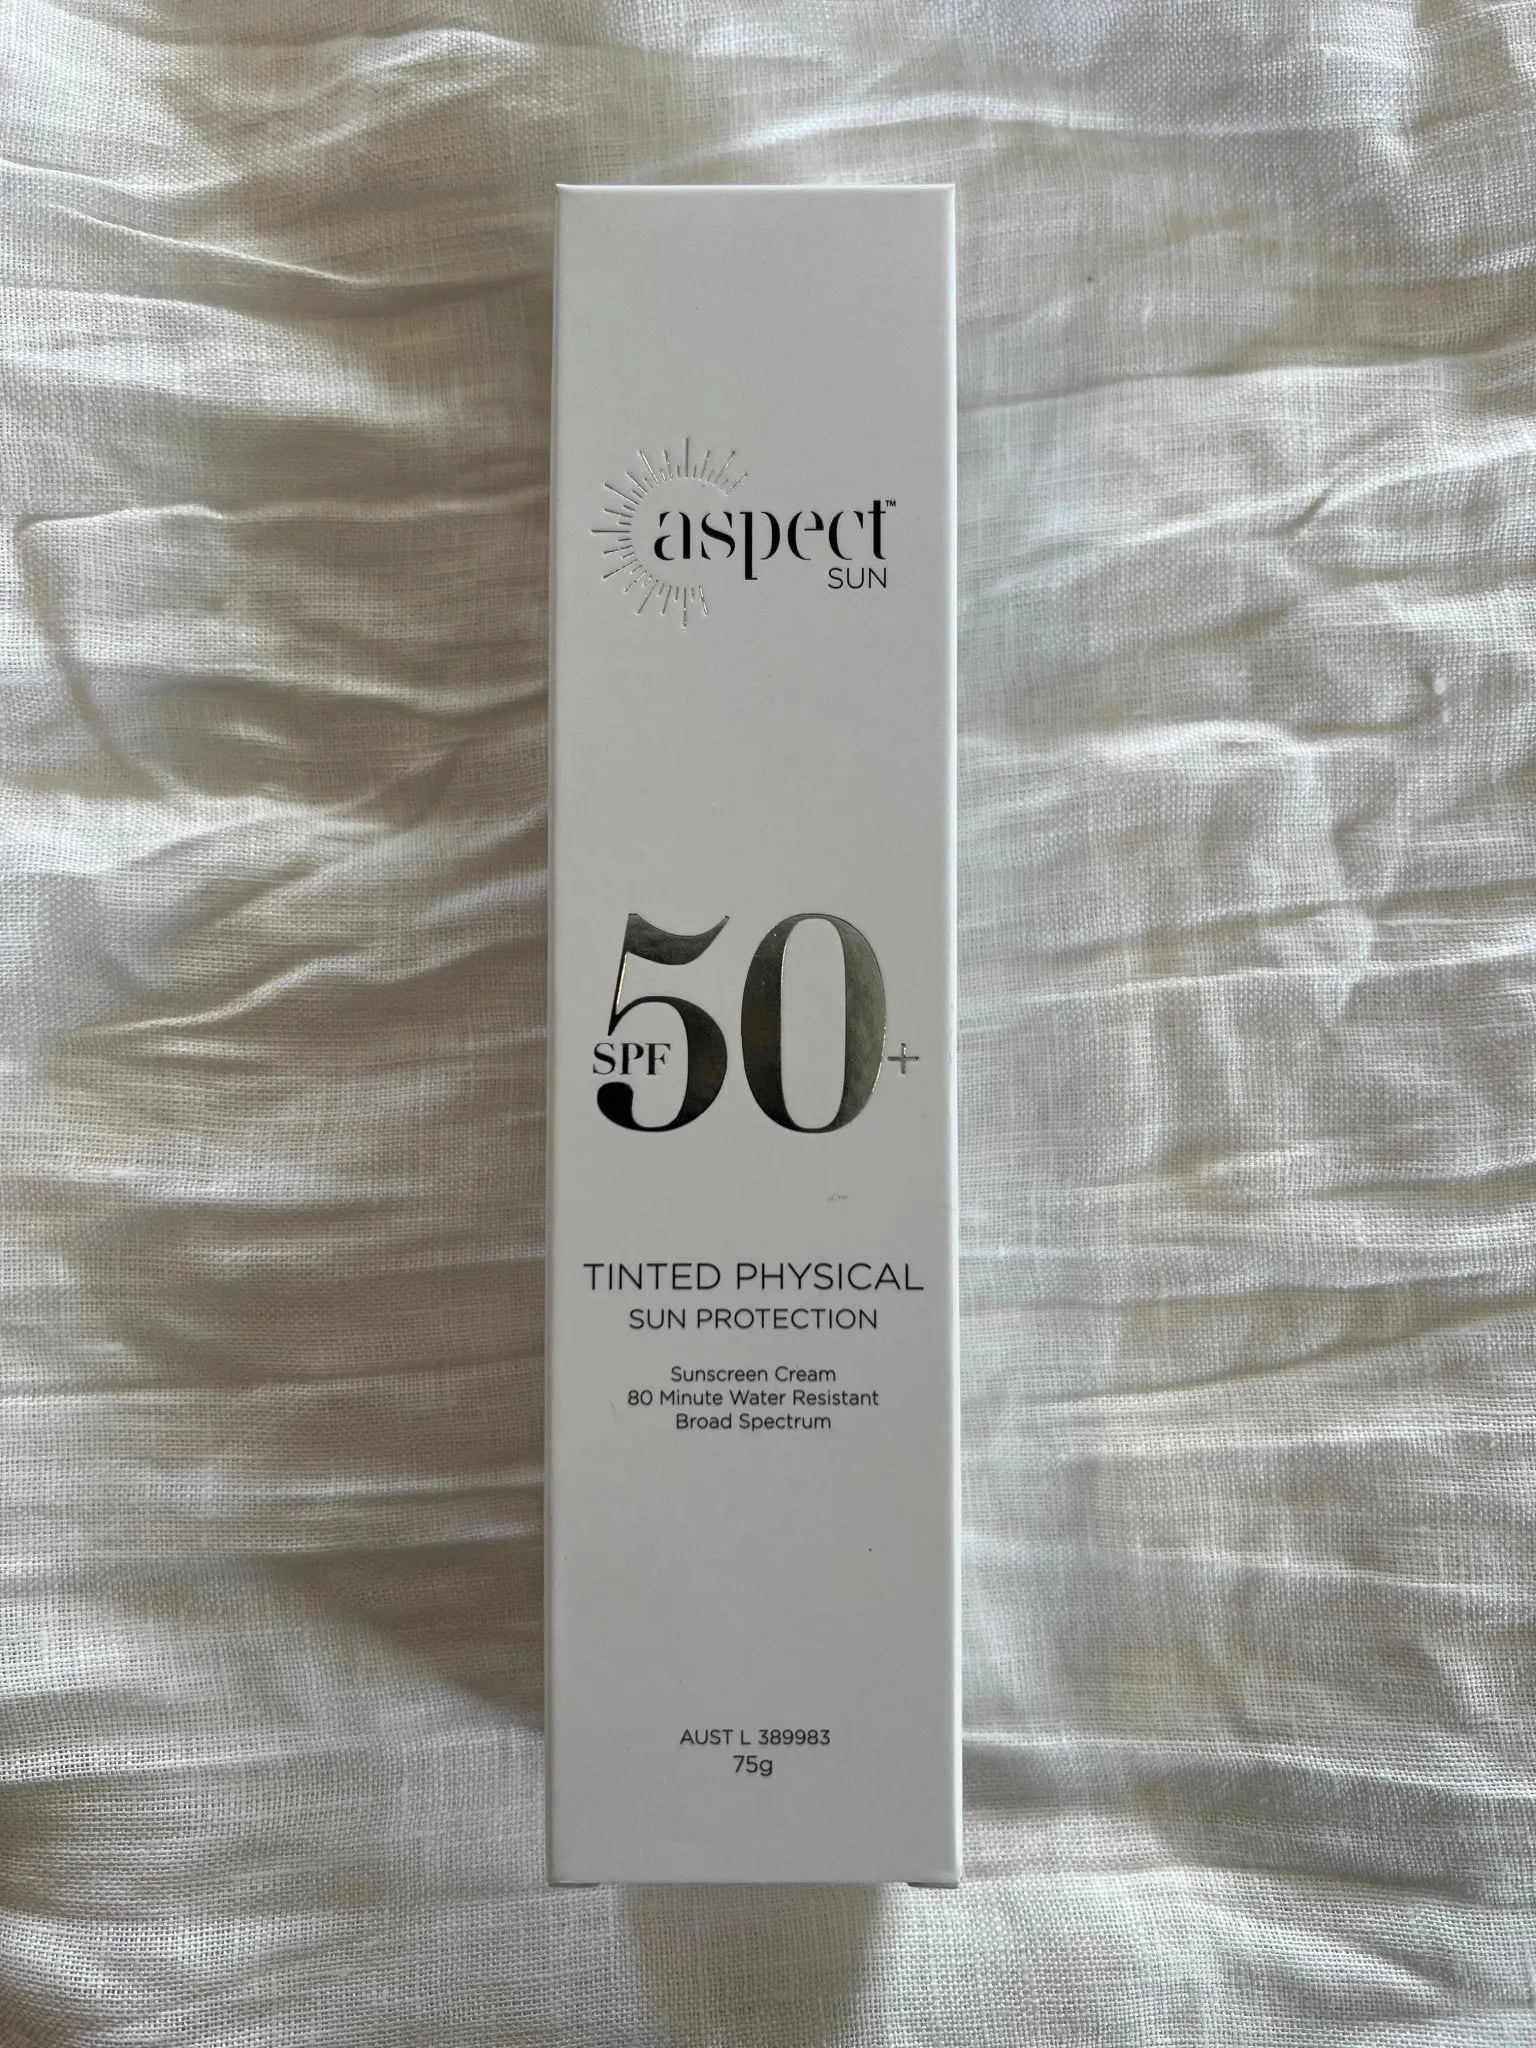 aspect™
SUN
SPF 50+
TINTED PHYSICAL
SUN PROTECTION
Sunscreen Cream
80 Minute Water Resistant
Broad Spectrum
AUST L 389983
75g